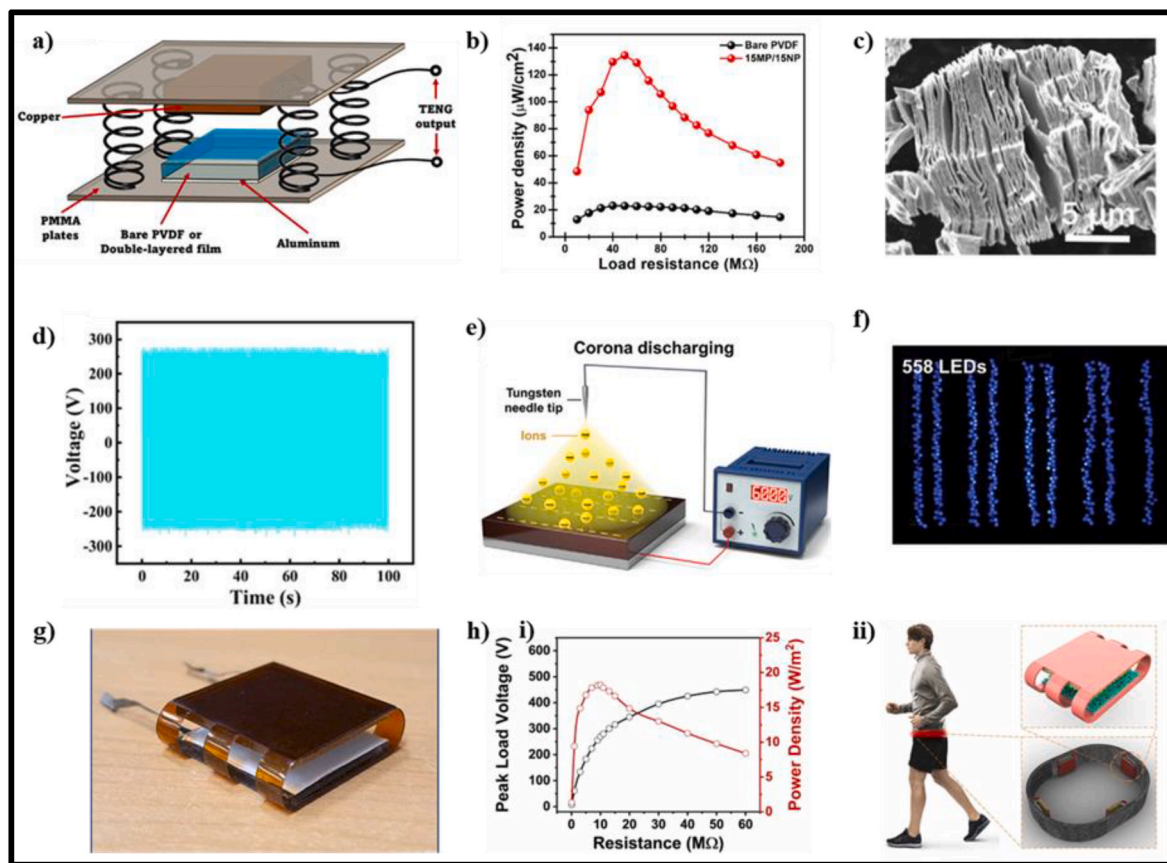 a)
Copper
TENG
output
PMMA
plates
Bare PVDF or
Double-layered film
Aluminum
b)
Bare PVDF
15MP/15NP
Power density (μW/cm²)
140
120
100
80
60
40
20
0
0 40 80 120 160 200
Load resistance (MΩ)
c)
5 μm
d)
Voltage (V)
300
200
100
0
-100
-200
-300
0 20 40 60 80 100
Time (s)
e)
Corona discharging
Tungsten
needle tip
Ions
6000 V
- 
+
f)
558 LEDs
g)
h) i)
Peak Load Voltage (V)
600
500
400
300
200
100
0
0 10 20 30 40 50 60
Resistance (MΩ)
25
20
15
10
5
0
Power Density (W/m²)
ii)